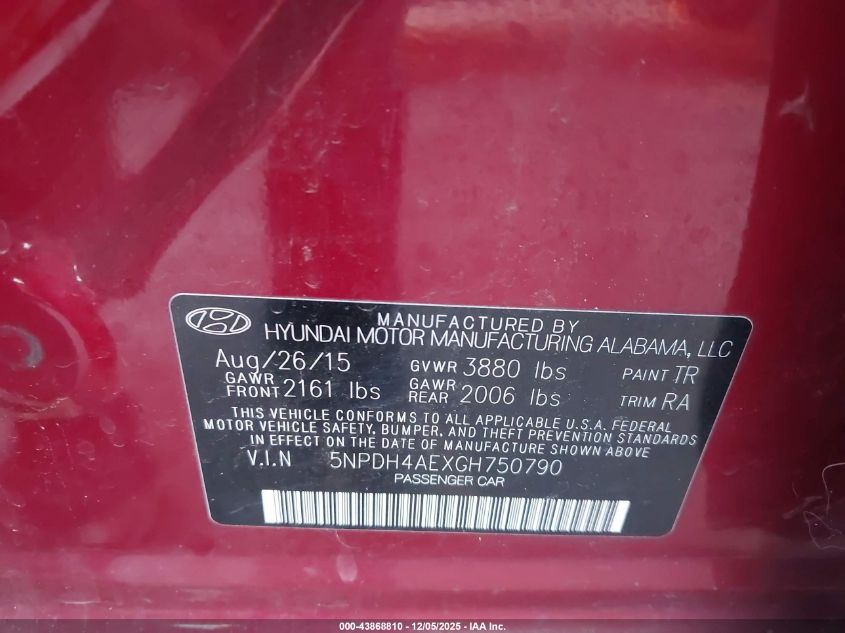 MANUFACTURED BY
HYUNDAI MOTOR MANUFACTURING ALABAMA, LLC
Aug/26/15 GVWR 3880 lbs PAINT TR
GAWR FRONT 2161 lbs GAWR REAR 2006 lbs TRIM RA
THIS VEHICLE CONFORMS TO ALL APPLICABLE U.S.A. FEDERAL
MOTOR VEHICLE SAFETY, BUMPER, AND THEFT PREVENTION STANDARDS
IN EFFECT ON THE DATE OF MANUFACTURE SHOWN ABOVE
V.I.N 5NPDH4AEXGH750790
PASSENGER CAR
000-43868810 • 12/05/2025 - IAA Inc.